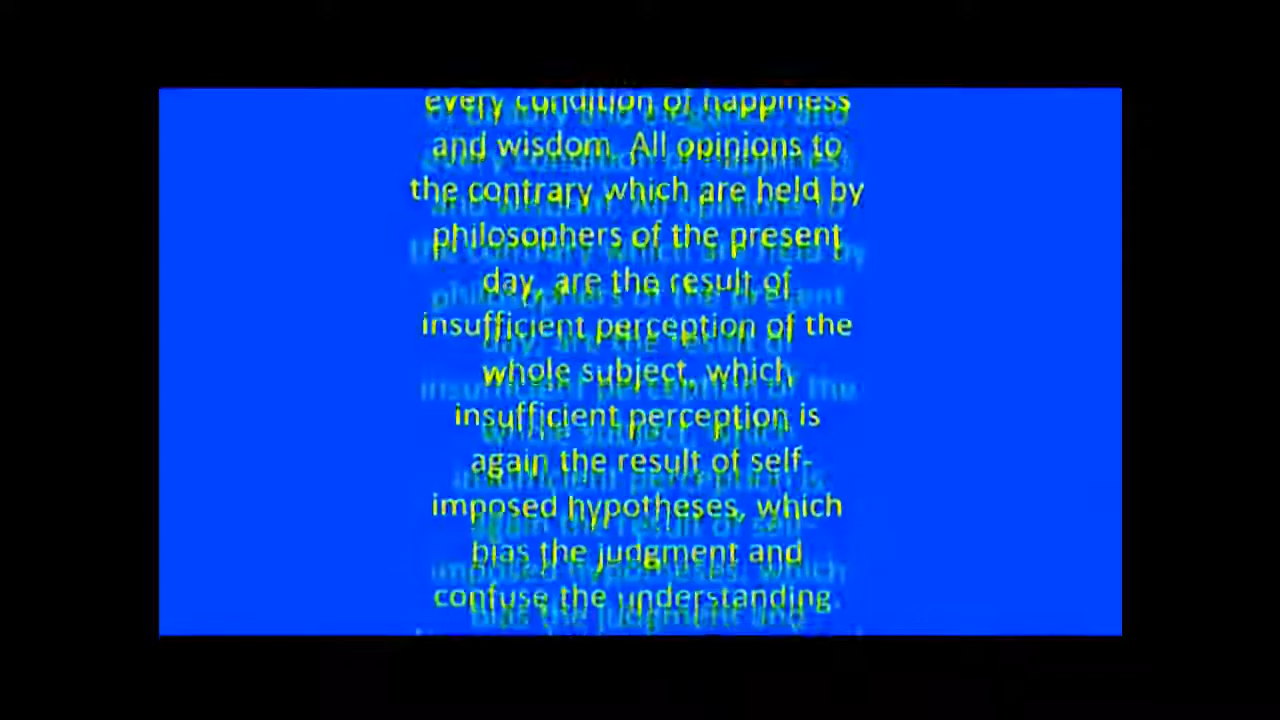 every condition of happiness
and wisdom. All opinions to
the contrary which are held by
philosophers of the present
day, are the result of
insufficient perception of the
whole subject, which
insufficient perception is
again the result of self-
imposed hypotheses, which
bias the judgment and
confuse the understanding.